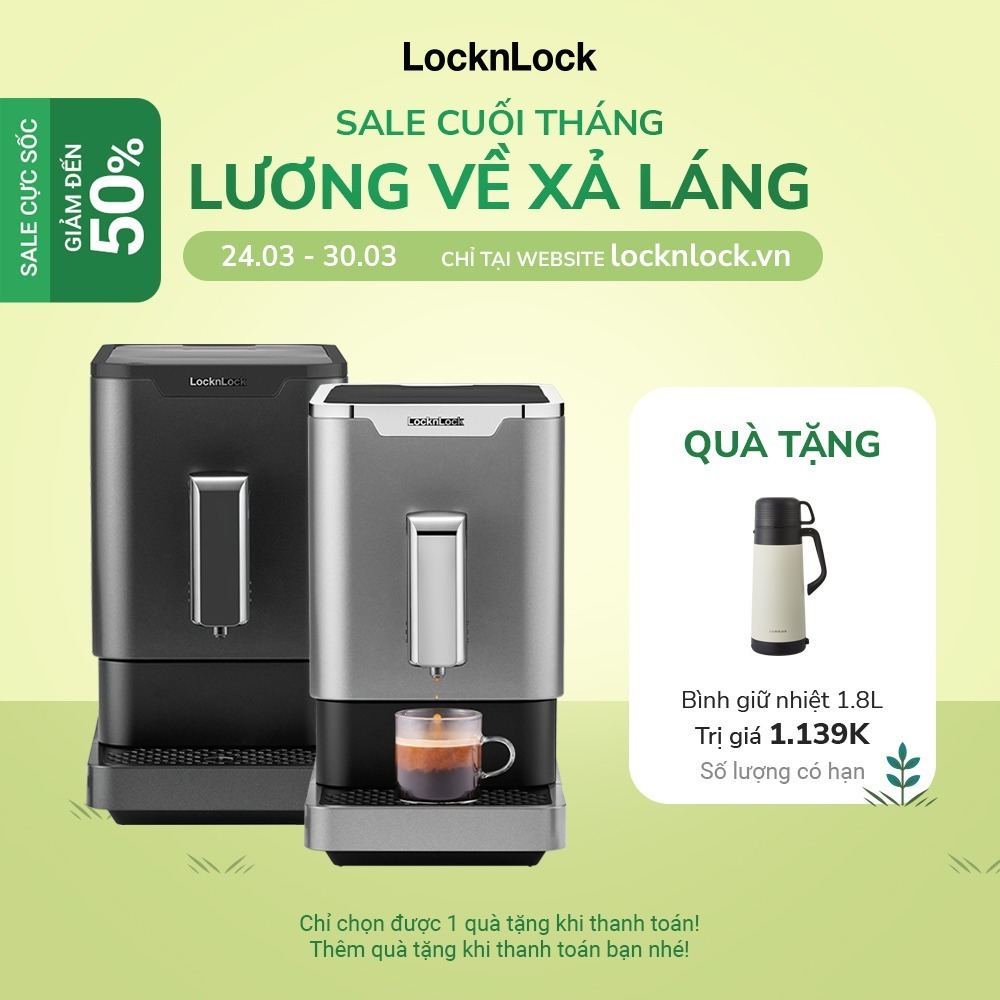 LocknLock
SALE CUỐI THÁNG
LƯƠNG VỀ XẢ LÁNG
24.03 - 30.03 CHỈ TẠI WEBSITE locknlock.vn
SALE CỰC SỐC
GIẢM ĐẾN
50%
LocknLock
LocknLock
QUÀ TẶNG
Bình giữ nhiệt 1.8L
Trị giá 1.139K
Số lượng có hạn
Chỉ chọn được 1 quà tặng khi thanh toán!
Thêm quà tặng khi thanh toán bạn nhé!